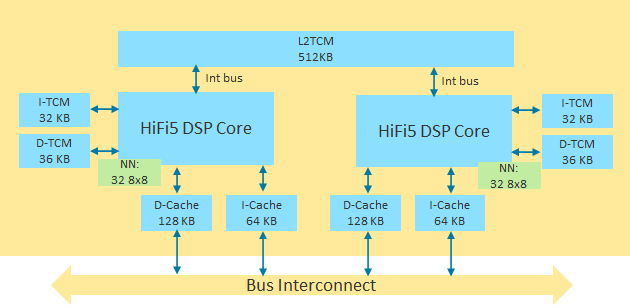 L2TCM
512KB
Int bus
Int bus
I-TCM
32 KB
HiFi5 DSP Core
D-TCM
36 KB
NN:
32 8x8
HiFi5 DSP Core
I-TCM
32 KB
D-TCM
36 KB
NN:
32 8x8
D-Cache
128 KB
I-Cache
64 KB
D-Cache
128 KB
I-Cache
64 KB
Bus Interconnect